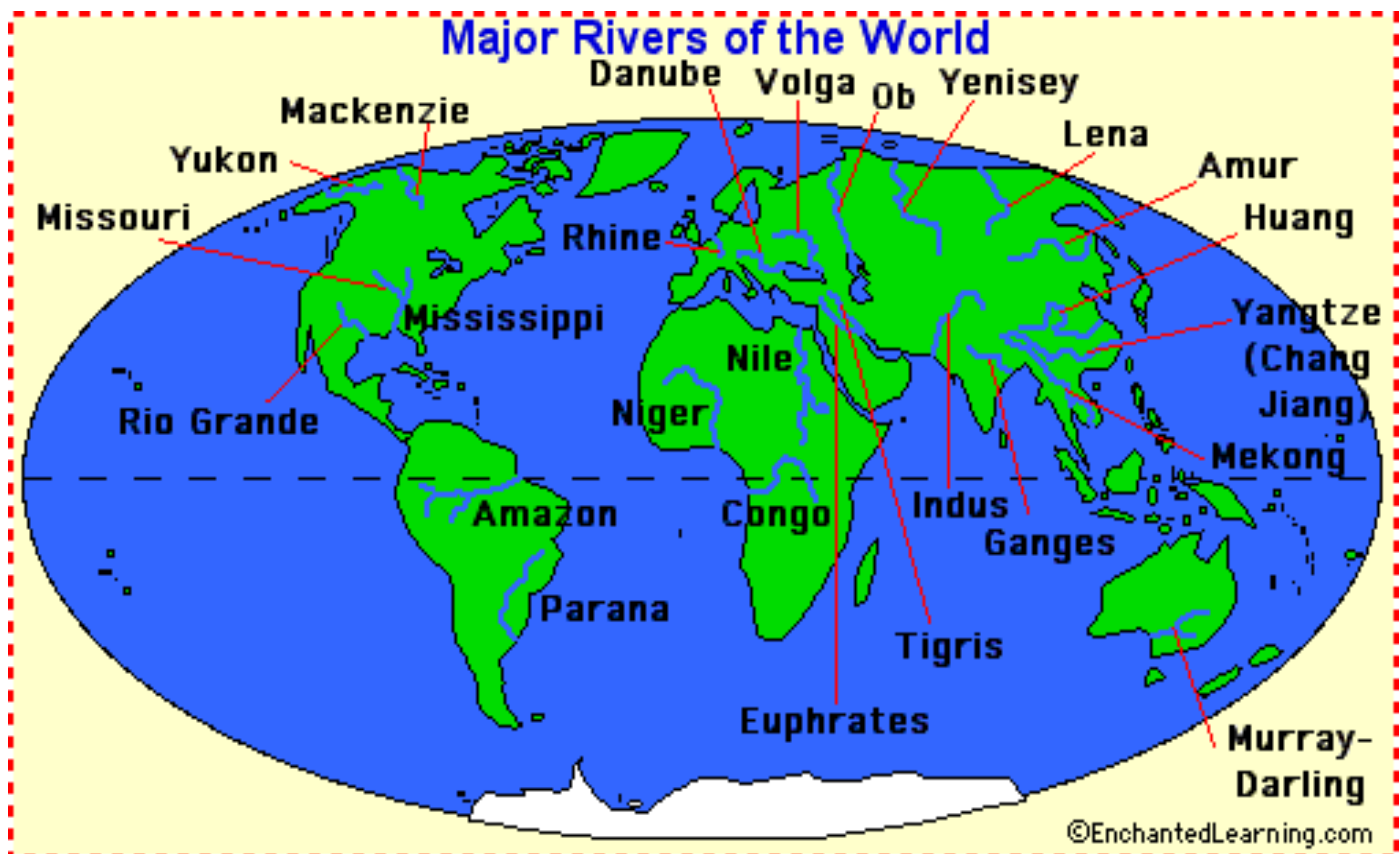 Major Rivers of the World
Danube
Volga
Ob
Yenisey
Mackenzie
Lena
Yukon
Amur
Missouri
Huang
Rhine
Mississippi
Yangtze
(Chang
Jiang)
Nile
Niger
Rio Grande
Mekong
Amazon
Congo
Indus
Ganges
Parana
Tigris
Euphrates
Murray-
Darling
©EnchantedLearning.com